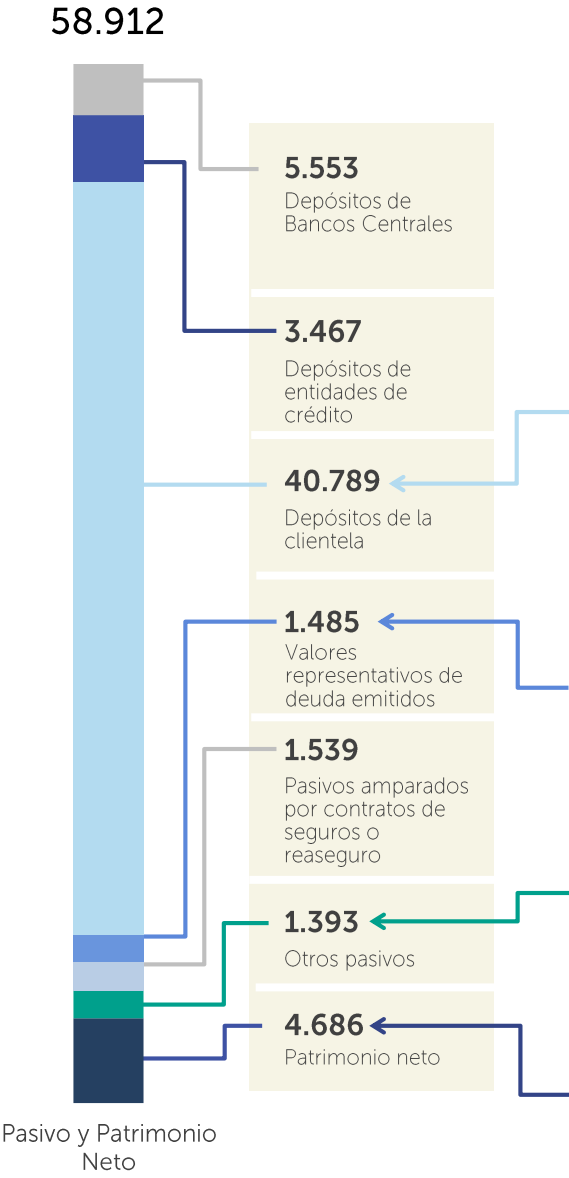 58.912
5.553
Depósitos de
Bancos Centrales
3.467
Depósitos de
entidades de
crédito
40.789
Depósitos de la
clientela
1.485
Valores
representativos de
deuda emitidos
1.539
Pasivos amparados
por contratos de
seguros o
reaseguro
1.393
Otros pasivos
4.686
Patrimonio neto
Pasivo y Patrimonio
Neto